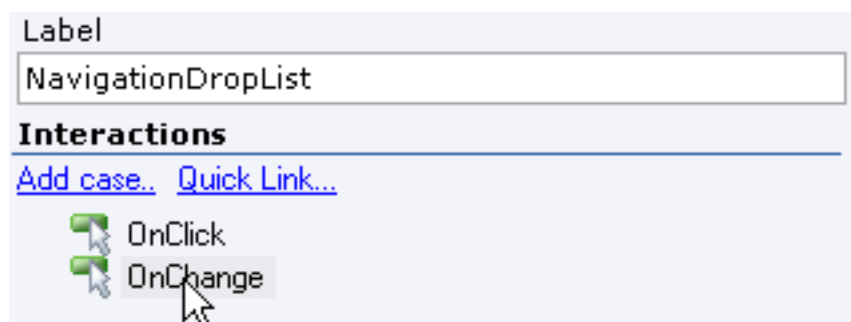 Label
NavigationDropList
Interactions
Add case.. Quick Link...
OnClick
OnChange